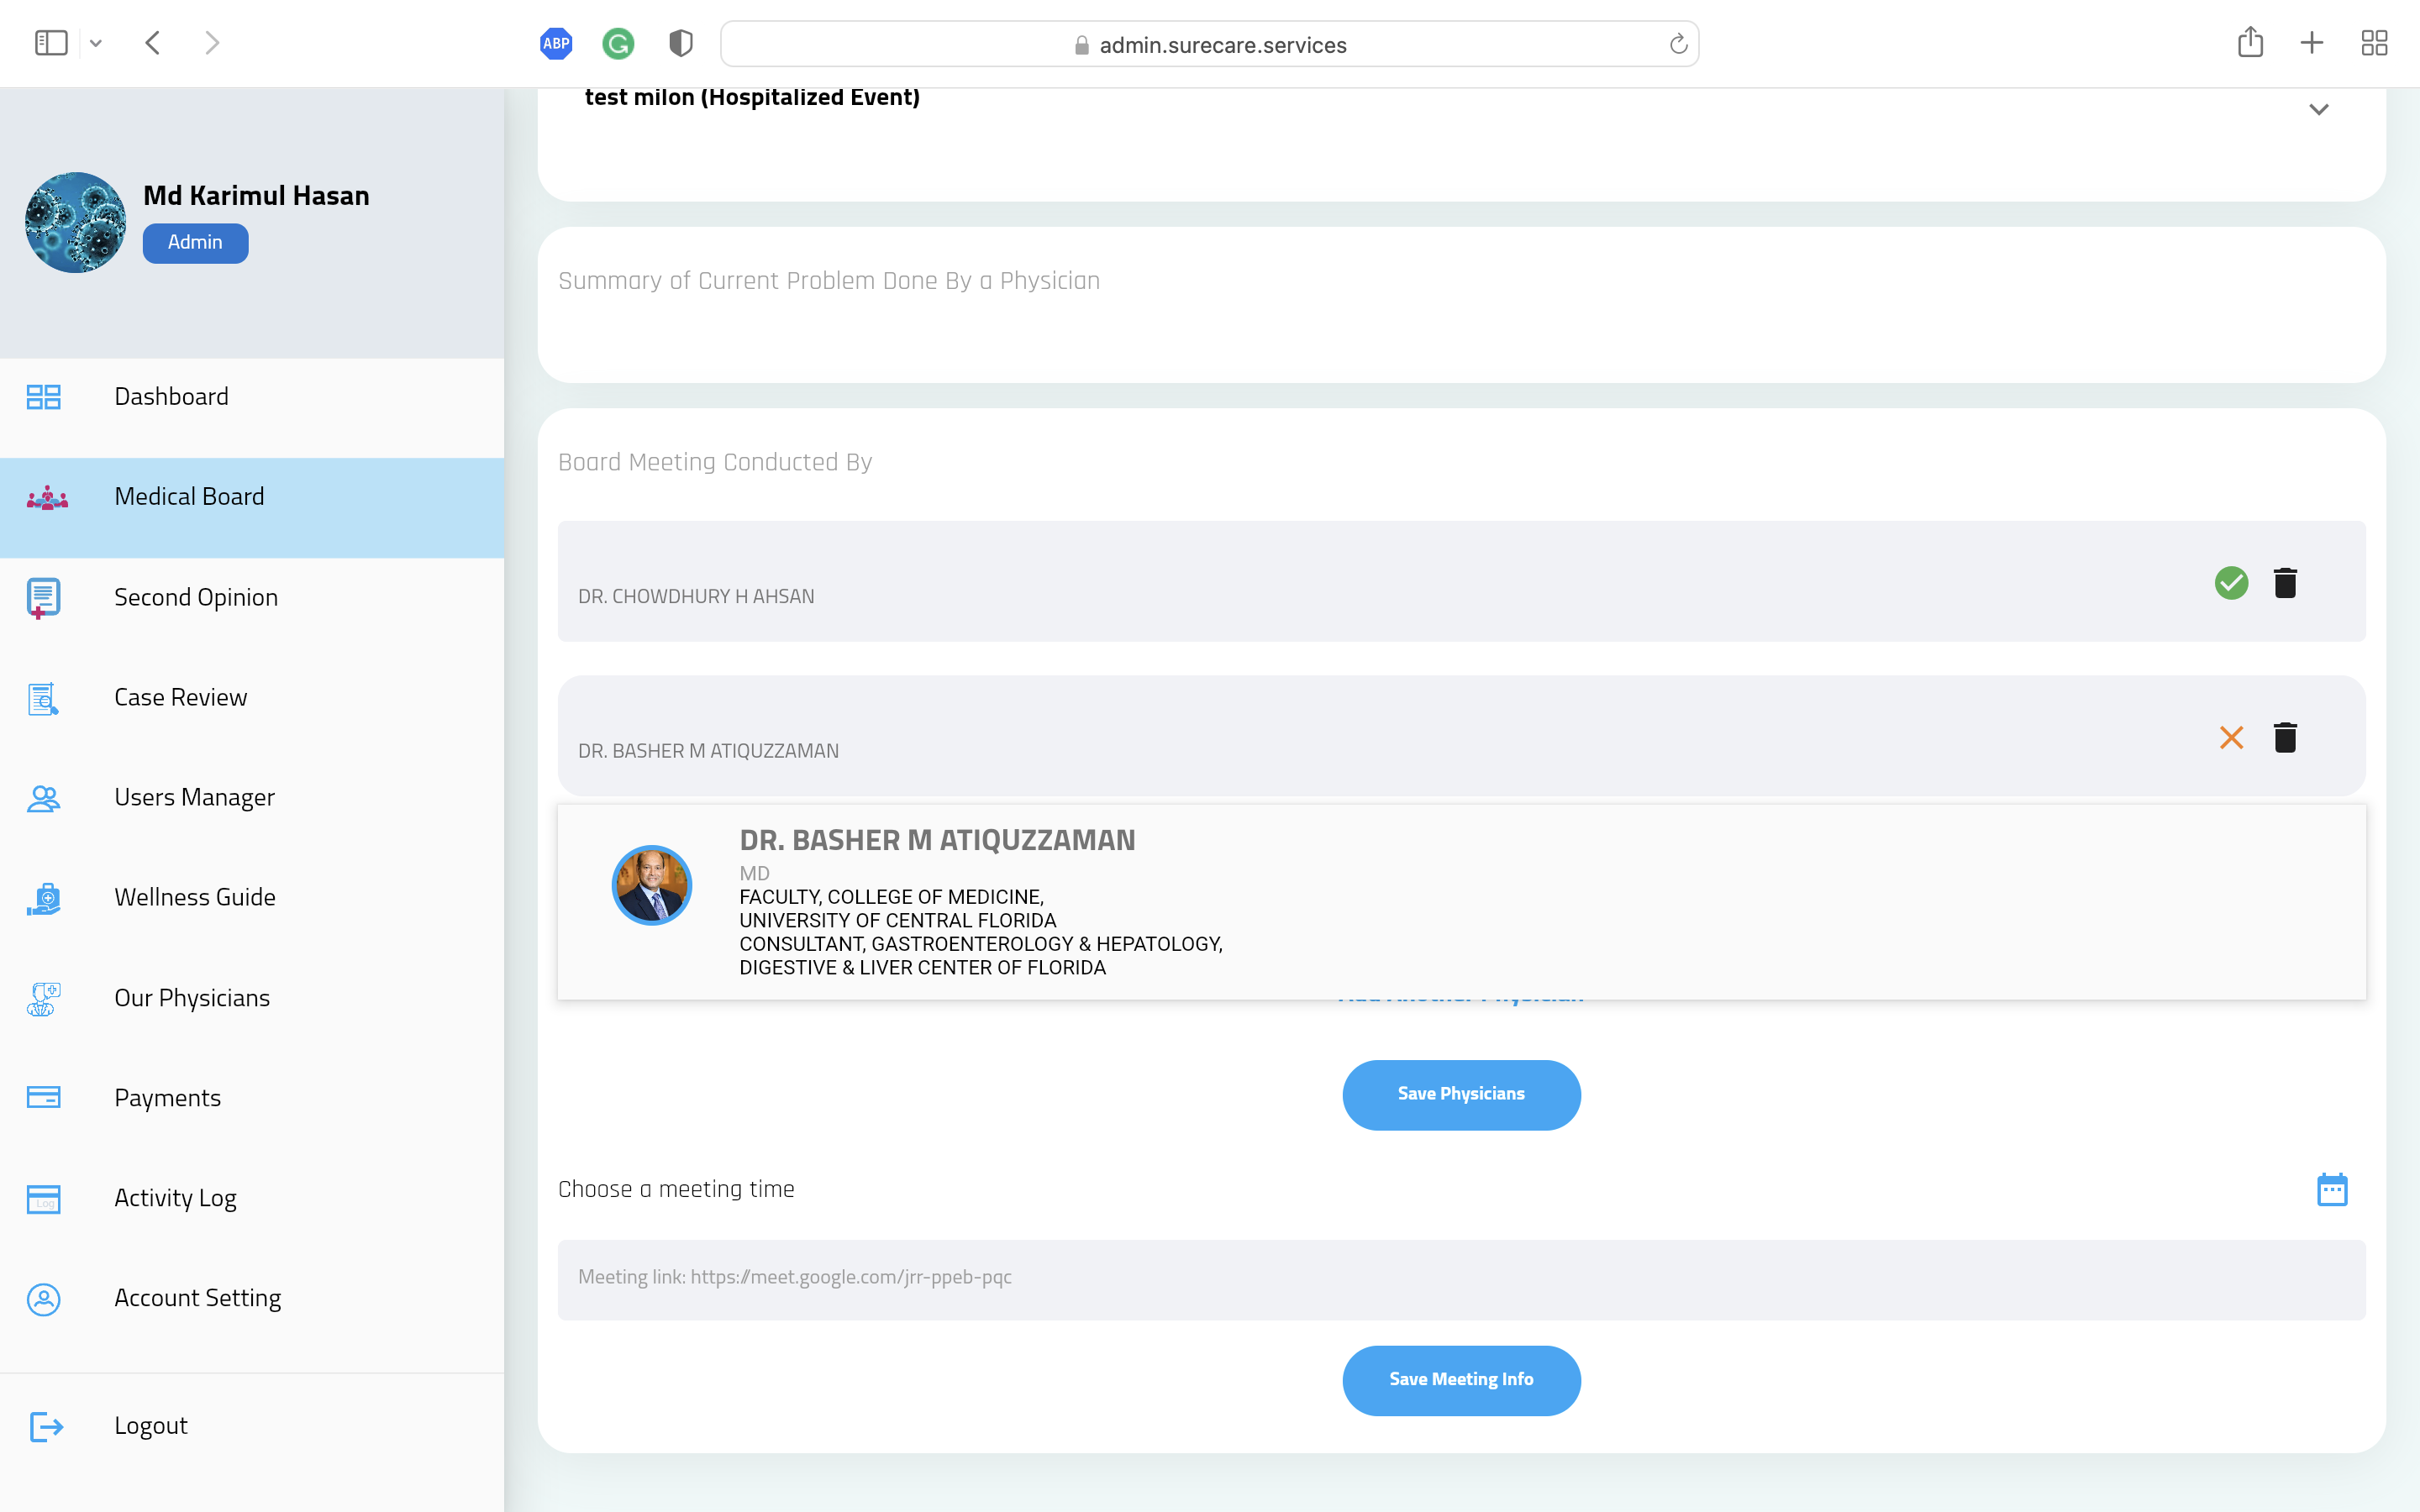 ABP
admin.surecare.services
test milon (Hospitalized Event)
Md Karimul Hasan
Admin
Dashboard
Medical Board
Second Opinion
Case Review
Users Manager
Wellness Guide
Our Physicians
Payments
Log
Activity Log
Account Setting
Logout
Summary of Current Problem Done By a Physician
Board Meeting Conducted By
DR. CHOWDHURY H AHSAN
DR. BASHER M ATIQUZZAMAN
DR. BASHER M ATIQUZZAMAN
MD
FACULTY, COLLEGE OF MEDICINE,
UNIVERSITY OF CENTRAL FLORIDA
CONSULTANT, GASTROENTEROLOGY & HEPATOLOGY,
DIGESTIVE & LIVER CENTER OF FLORIDA
Add Another Physician
Save Physicians
Choose a meeting time
Meeting link: https://meet.google.com/jrr-ppeb-pqc
Save Meeting Info